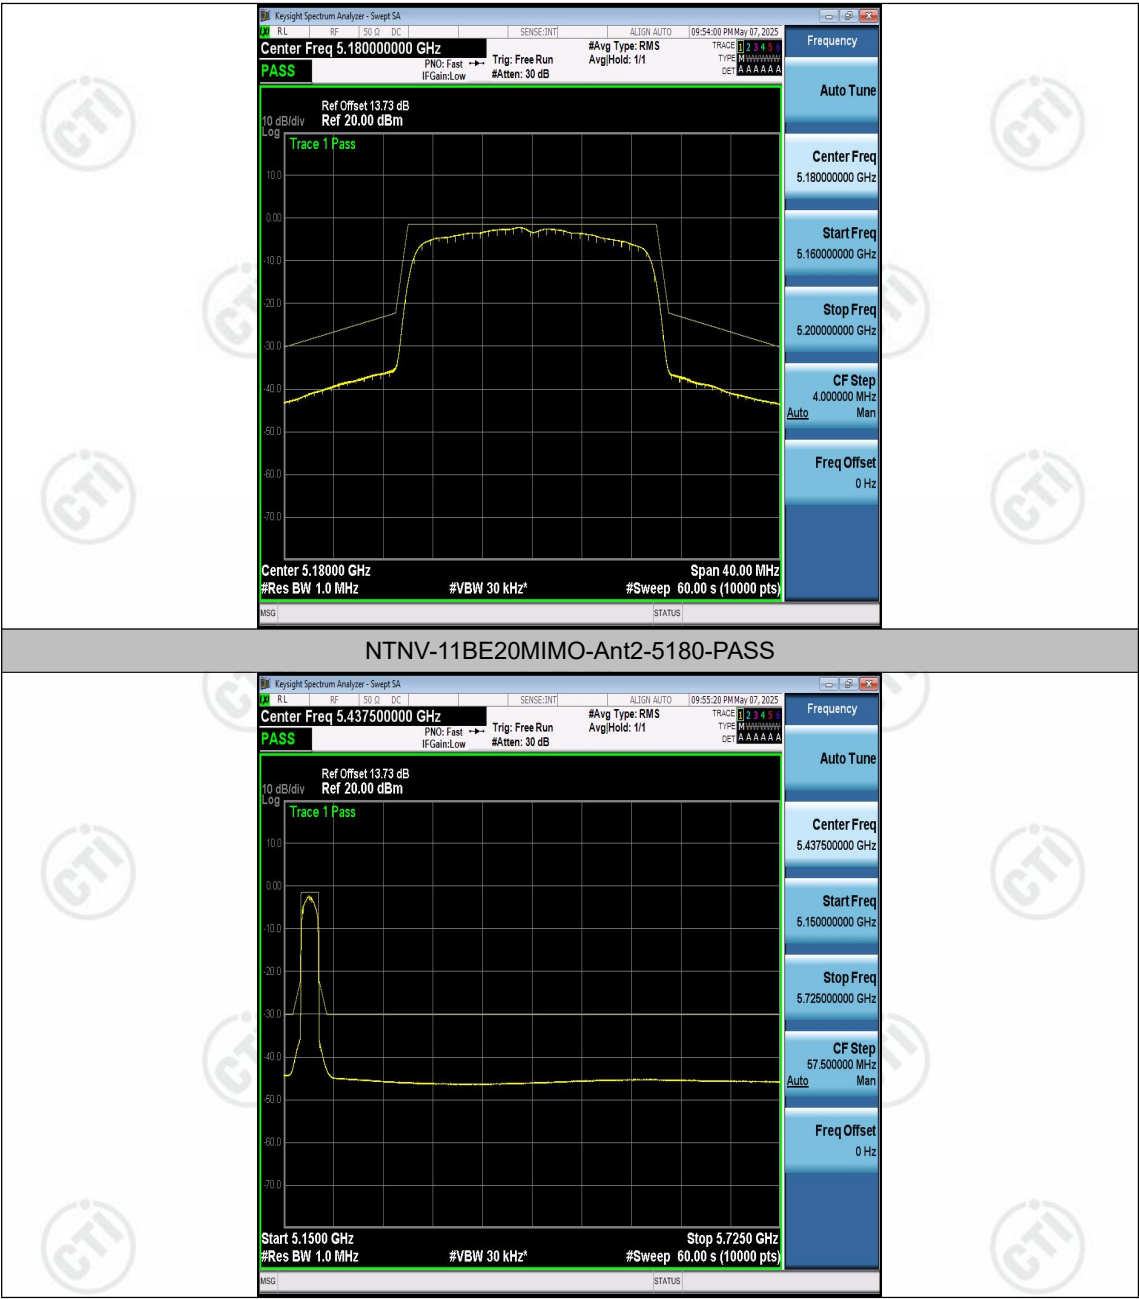 Keysight Spectrum Analyzer - Swept SA
RL RF 50 Ω DC SENSE:INT ALIGN AUTO 09:54:00 PM May 07, 2025
Center Freq 5.180000000 GHz
PASS
PNO: Fast
IFGain:Low
Trig: Free Run
#Atten: 30 dB
#Avg Type: RMS
Avg|Hold: 1/1
TRACE 1 2 3 4 5 6
TYPE M WWWWW
DET A A A A A A
Ref Offset 13.73 dB
10 dB/div Ref 20.00 dBm
Log
Trace 1 Pass
10.0
0.00
-10.0
-20.0
-30.0
-40.0
-50.0
-60.0
-70.0
Center 5.18000 GHz Span 40.00 MHz
#Res BW 1.0 MHz #VBW 30 kHz* #Sweep 60.00 s (10000 pts)
MSG STATUS
Frequency
Auto Tune
Center Freq
5.180000000 GHz
Start Freq
5.160000000 GHz
Stop Freq
5.200000000 GHz
CF Step
4.000000 MHz
Auto Man
Freq Offset
0 Hz
CTI
CTI
CTI
CTI
CTI
CTI
NTNV-11BE20MIMO-Ant2-5180-PASS
Keysight Spectrum Analyzer - Swept SA
RL RF 50 Ω DC SENSE:INT ALIGN AUTO 09:55:20 PM May 07, 2025
Center Freq 5.437500000 GHz
PASS
PNO: Fast
IFGain:Low
Trig: Free Run
#Atten: 30 dB
#Avg Type: RMS
Avg|Hold: 1/1
TRACE 1 2 3 4 5 6
TYPE M WWWWW
DET A A A A A A
Ref Offset 13.73 dB
10 dB/div Ref 20.00 dBm
Log
Trace 1 Pass
10.0
0.00
-10.0
-20.0
-30.0
-40.0
-50.0
-60.0
-70.0
Start 5.1500 GHz Stop 5.7250 GHz
#Res BW 1.0 MHz #VBW 30 kHz* #Sweep 60.00 s (10000 pts)
MSG STATUS
Frequency
Auto Tune
Center Freq
5.437500000 GHz
Start Freq
5.150000000 GHz
Stop Freq
5.725000000 GHz
CF Step
57.500000 MHz
Auto Man
Freq Offset
0 Hz
CTI
CTI
CTI
CTI
CTI
CTI